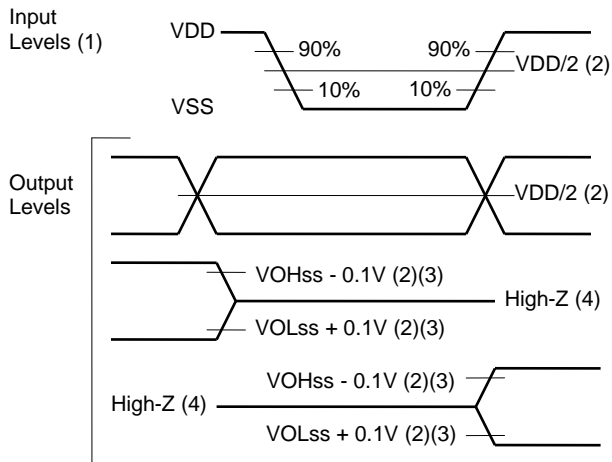 Input
Levels (1)
VDD
90%
90%
VDD/2 (2)
10%
10%
VSS
Output
Levels
VDD/2 (2)
VOHss - 0.1V (2)(3)
High-Z (4)
VOLss + 0.1V (2)(3)
VOHss - 0.1V (2)(3)
High-Z (4)
VOLss + 0.1V (2)(3)